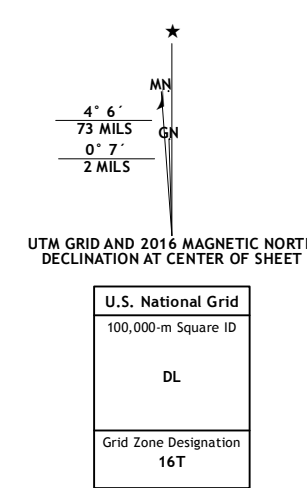 ★
MN
4° 6´
73 MILS
GN
0° 7´
2 MILS
UTM GRID AND 2016 MAGNETIC NORTH
DECLINATION AT CENTER OF SHEET
U.S. National Grid
100,000-m Square ID
DL
Grid Zone Designation
16T